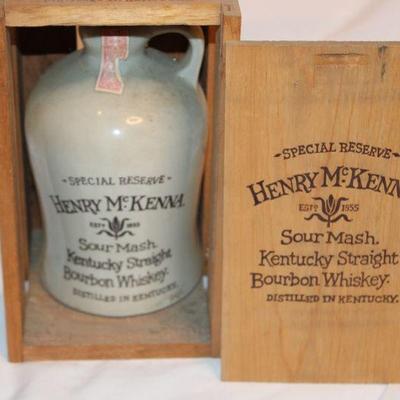 - SPECIAL RESERVE -
HENRY McKENNA.
ESTD 1855
Sour Mash.
Kentucky Straight
Bourbon Whiskey.
DISTILLED IN KENTUCKY.
- SPECIAL RESERVE -
HENRY McKENN
ESTD 1855
Sour Mash.
Kentucky Straight
Bourbon Whiskey.
DISTILLED IN KENTUCKY.